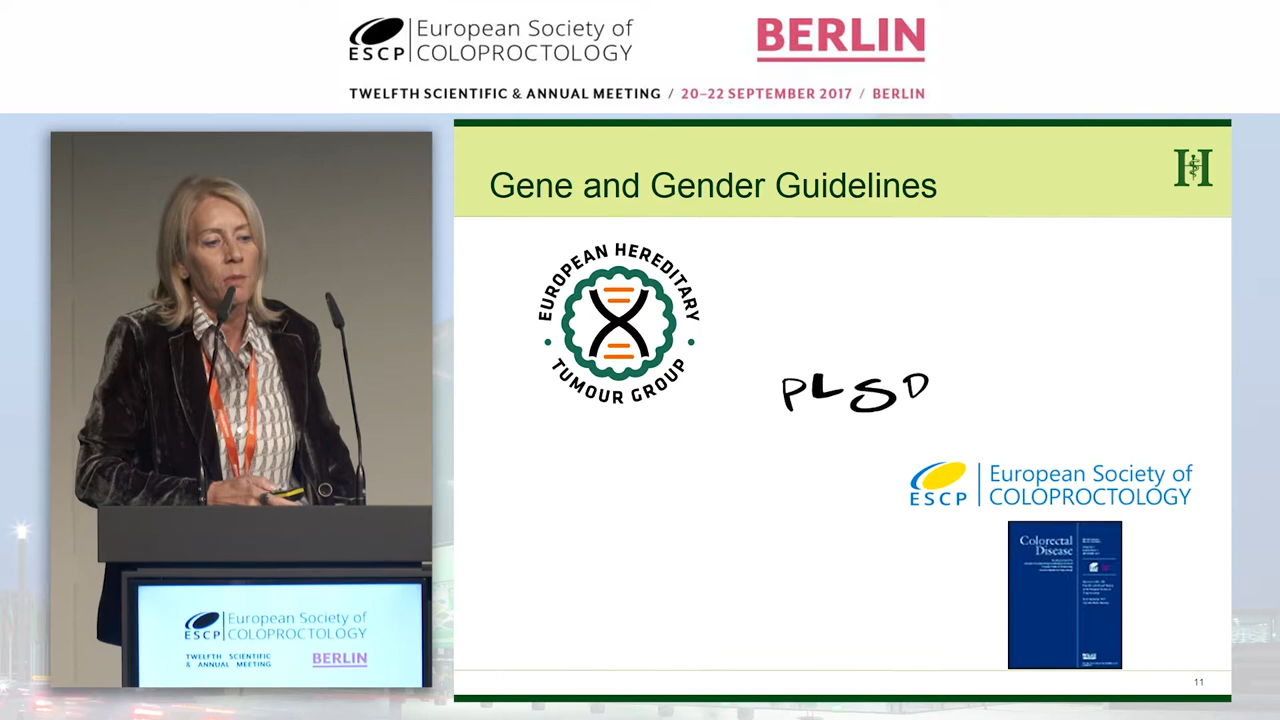 ESCP
European Society of
COLOPROCTOLOGY
BERLIN
TWELFTH SCIENTIFIC & ANNUAL MEETING / 20–22 SEPTEMBER 2017 / BERLIN
Gene and Gender Guidelines
H
EUROPEAN HEREDITARY
TUMOUR GROUP
PLSD
ESCP
European Society of
COLOPROCTOLOGY
Colorectal
Disease
11
ESCP
European Society of
COLOPROCTOLOGY
TWELFTH SCIENTIFIC
& ANNUAL MEETING
BERLIN